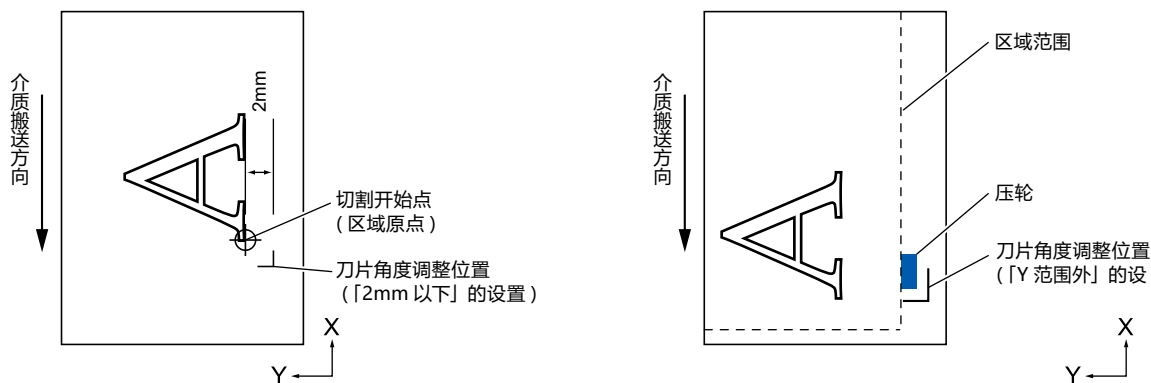 介质搬送方向
2mm
切割开始点
( 区域原点 )
刀片角度调整位置
(「2mm 以下」的设置 )
X
Y
介质搬送方向
区域范围
压轮
刀片角度调整位置
(「Y 范围外」的设
X
Y